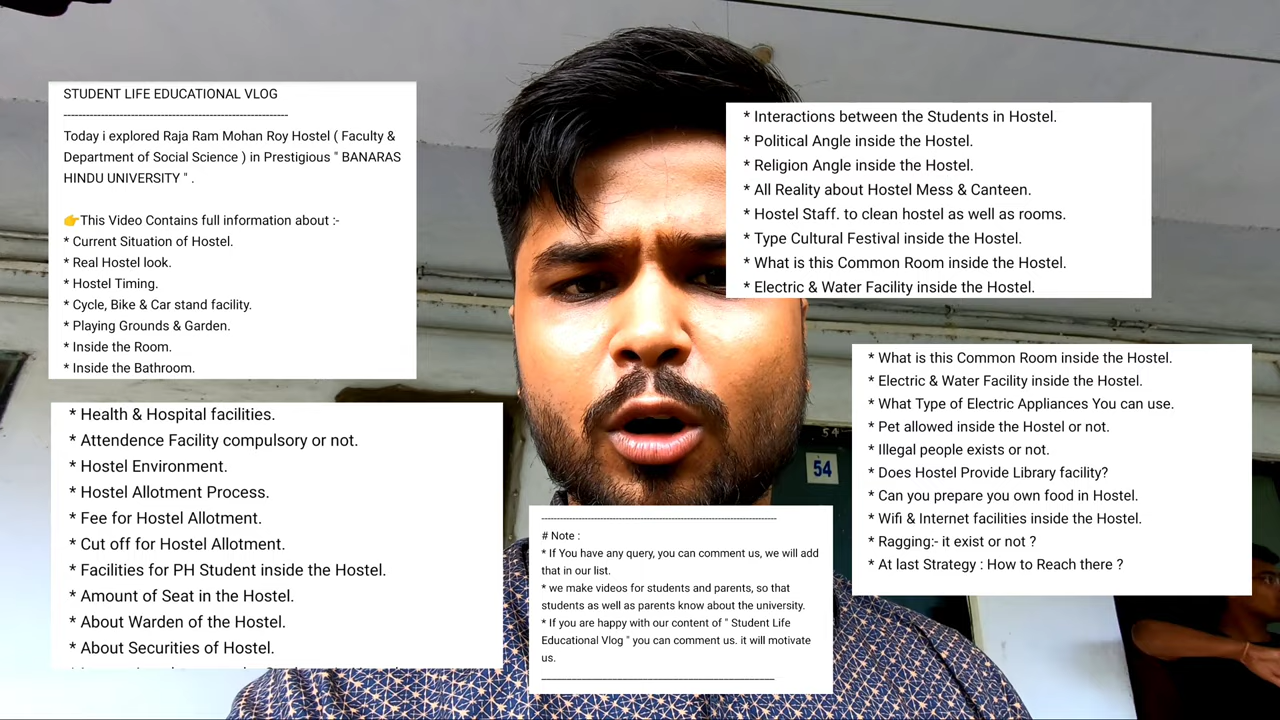 STUDENT LIFE EDUCATIONAL VLOG
------------------------------------------------------------
Today i explored Raja Ram Mohan Roy Hostel ( Faculty &
Department of Social Science ) in Prestigious " BANARAS
HINDU UNIVERSITY " .
👉This Video Contains full information about :-
* Current Situation of Hostel.
* Real Hostel look.
* Hostel Timing.
* Cycle, Bike & Car stand facility.
* Playing Grounds & Garden.
* Inside the Room.
* Inside the Bathroom.
* Health & Hospital facilities.
* Attendence Facility compulsory or not.
* Hostel Environment.
* Hostel Allotment Process.
* Fee for Hostel Allotment.
* Cut off for Hostel Allotment.
* Facilities for PH Student inside the Hostel.
* Amount of Seat in the Hostel.
* About Warden of the Hostel.
* About Securities of Hostel.
* Interactions between the Students in Hostel.
* Political Angle inside the Hostel.
* Religion Angle inside the Hostel.
* All Reality about Hostel Mess & Canteen.
* Hostel Staff. to clean hostel as well as rooms.
* Type Cultural Festival inside the Hostel.
* What is this Common Room inside the Hostel.
* Electric & Water Facility inside the Hostel.
* What is this Common Room inside the Hostel.
* Electric & Water Facility inside the Hostel.
* What Type of Electric Appliances You can use.
* Pet allowed inside the Hostel or not.
* Illegal people exists or not.
* Does Hostel Provide Library facility?
* Can you prepare you own food in Hostel.
* Wifi & Internet facilities inside the Hostel.
* Ragging:- it exist or not ?
* At last Strategy : How to Reach there ?
54
54
------------------------------------------------------------
# Note :
* If You have any query, you can comment us, we will add
that in our list.
* we make videos for students and parents, so that
students as well as parents know about the university.
* If you are happy with our content of " Student Life
Educational Vlog " you can comment us. it will motivate
us.